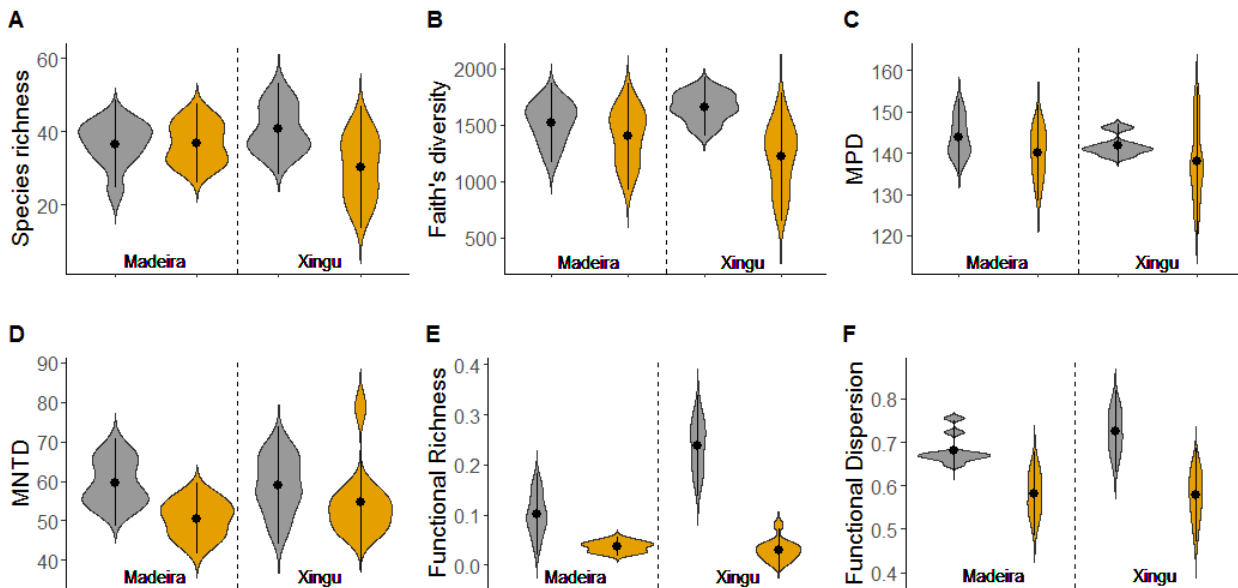 A
Species richness
60
40
20
Madeira
Xingu
B
Faith's diversity
2000
1500
1000
500
Madeira
Xingu
C
MPD
160
150
140
130
120
Madeira
Xingu
D
MNTD
90
80
70
60
50
40
Madeira
Xingu
E
Functional Richness
0.4
0.3
0.2
0.1
0.0
Madeira
Xingu
F
Functional Dispersion
0.8
0.7
0.6
0.5
0.4
Madeira
Xingu